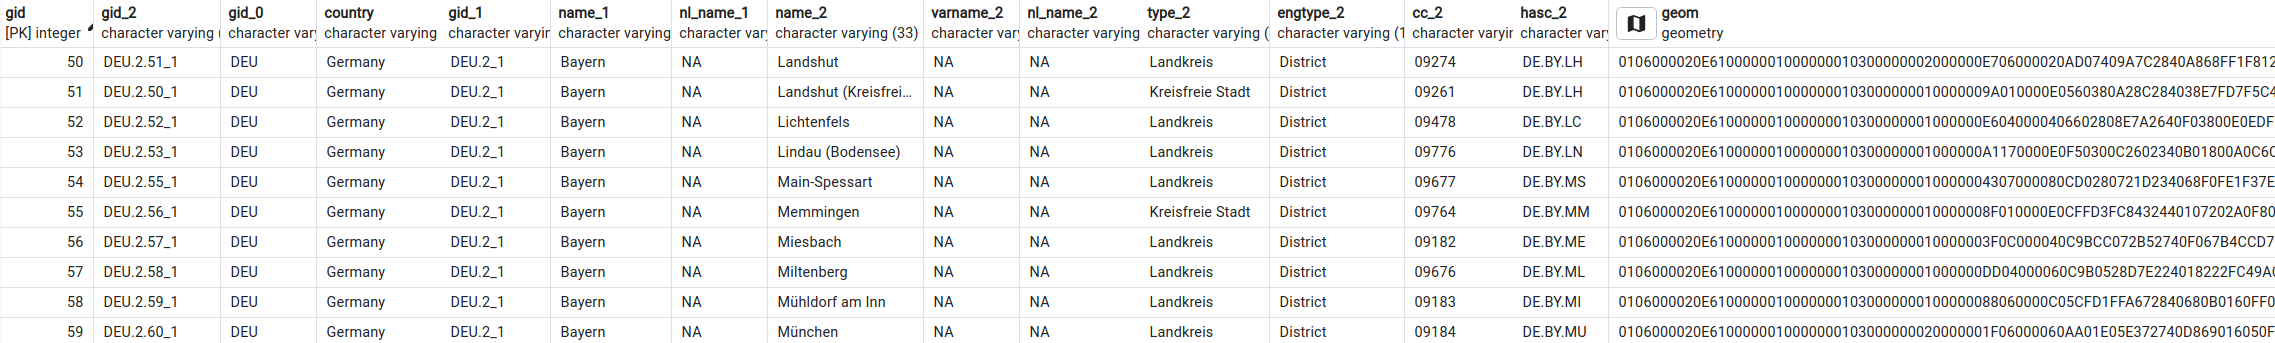 gid gid_2 gid_0 country gid_1 name_1 nl_name_1 name_2 varname_2 nl_name_2 type_2 engtype_2 cc_2 hasc_2 geom
[PK] integer character varying ( character var character varying character varyin character varying character var character varying (33) character var character varying character varying ( character varying (1 character varyin character vary geometry
50 DEU.2.51_1 DEU Germany DEU.2_1 Bayern NA Landshut NA NA Landkreis District 09274 DE.BY.LH 0106000020E61000000100000001030000000200000​0E706000020AD07409A7C2840A868FF1F812
51 DEU.2.50_1 DEU Germany DEU.2_1 Bayern NA Landshut (Kreisfrei... NA NA Kreisfreie Stadt District 09261 DE.BY.LH 0106000020E6100000010000000103000000010000009A010000E0560380A28C284038E7FD7F5C4
52 DEU.2.52_1 DEU Germany DEU.2_1 Bayern NA Lichtenfels NA NA Landkreis District 09478 DE.BY.LC 0106000020E610000001000000010300000001000000E6040000406602808E7A2640F03800E0EDF
53 DEU.2.53_1 DEU Germany DEU.2_1 Bayern NA Lindau (Bodensee) NA NA Landkreis District 09776 DE.BY.LN 0106000020E610000001000000010300000001000000A1170000E0F50300C2602340B01800A0C6C
54 DEU.2.55_1 DEU Germany DEU.2_1 Bayern NA Main-Spessart NA NA Landkreis District 09677 DE.BY.MS 0106000020E6100000010000000103000000010000004307000080CD0280721D234068F0FE1F37E
55 DEU.2.56_1 DEU Germany DEU.2_1 Bayern NA Memmingen NA NA Kreisfreie Stadt District 09764 DE.BY.MM 0106000020E6100000010000000103000000010000008F010000E0CFFD3FC8432440107202A0F80
56 DEU.2.57_1 DEU Germany DEU.2_1 Bayern NA Miesbach NA NA Landkreis District 09182 DE.BY.ME 0106000020E6100000010000000103000000010000003F0C000040C9BCC072B52740F067B4CCD7
57 DEU.2.58_1 DEU Germany DEU.2_1 Bayern NA Miltenberg NA NA Landkreis District 09676 DE.BY.ML 0106000020E610000001000000010300000001000000DD04000060C9B0528D7E224018222FC49A
58 DEU.2.59_1 DEU Germany DEU.2_1 Bayern NA Mühldorf am Inn NA NA Landkreis District 09183 DE.BY.MI 0106000020E61000000100000001030000000100000088060000C05CFD1FFA672840680B0160FF0
59 DEU.2.60_1 DEU Germany DEU.2_1 Bayern NA München NA NA Landkreis District 09184 DE.BY.MU 0106000020E6100000010000000103000000020000001F06000060AA01E05E372740D869016050F